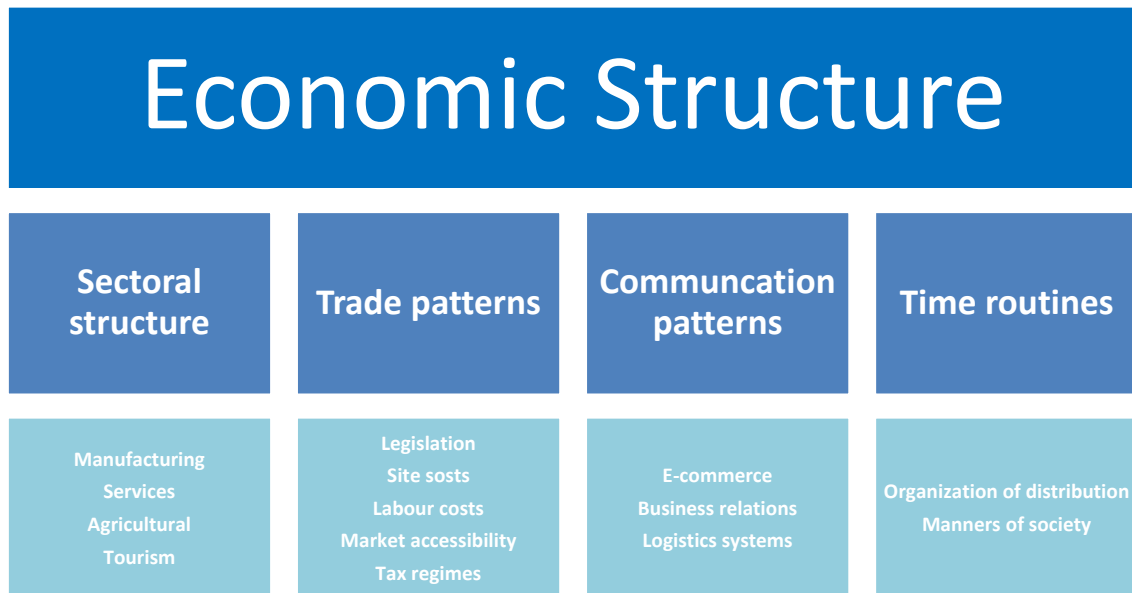 Economic Structure
Sectoral
structure
Trade patterns
Communcation
patterns
Time routines
Manufacturing
Services
Agricultural
Tourism
Legislation
Site sosts
Labour costs
Market accessibility
Tax regimes
E-commerce
Business relations
Logistics systems
Organization of distribution
Manners of society